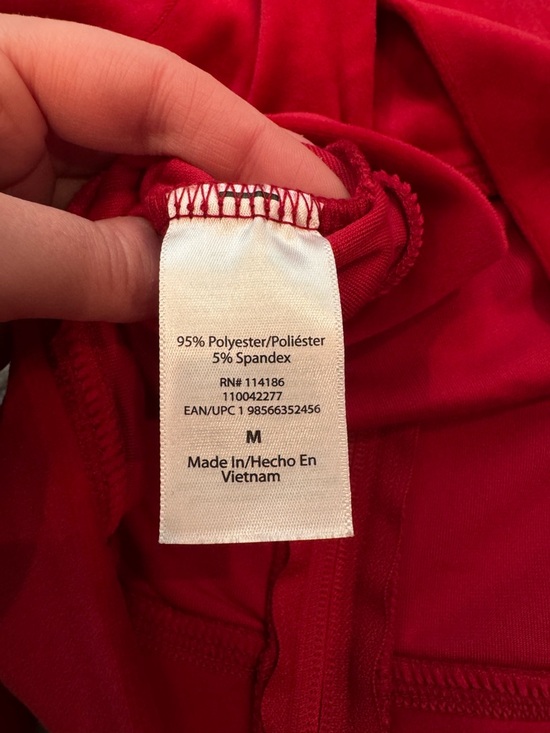 95% Polyester/Poliéster
5% Spandex
RN# 114186
110042277
EAN/UPC 1 98566352456
M
Made In/Hecho En
Vietnam